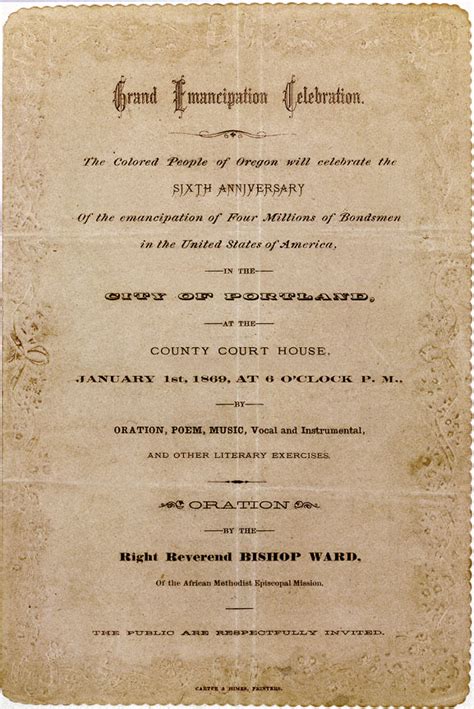 Grand Emancipation Celebration.
The Colored People of Oregon will celebrate the
SIXTH ANNIVERSARY
Of the emancipation of Four Millions of Bondsmen
in the United States of America,
IN THE
CITY OF PORTLAND,
AT THE
COUNTY COURT HOUSE,
JANUARY 1st, 1869, AT 6 O'CLOCK P. M.,
BY
ORATION, POEM, MUSIC, Vocal and Instrumental,
AND OTHER LITERARY EXERCISES.
ORATION
BY THE
Right Reverend BISHOP WARD,
Of the African Methodist Episcopal Mission.
THE PUBLIC ARE RESPECTFULLY INVITED.
CARTER & HIMES, PRINTERS.